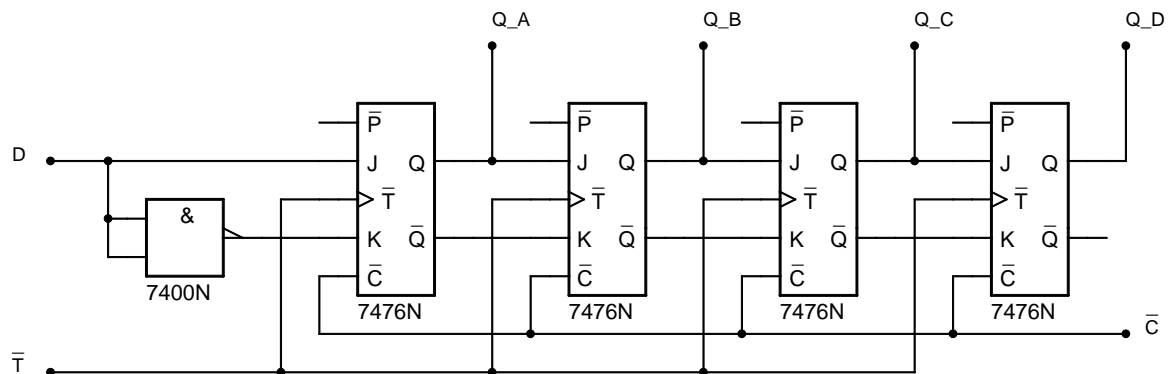 Q_A Q_B Q_C Q_D
P̅ P̅ P̅ P̅
D J Q J Q J Q J Q
& T̅ T̅ T̅ T̅
K Q̅ K Q̅ K Q̅ K Q̅
C̅ C̅ C̅ C̅
7400N
7476N 7476N 7476N 7476N
C̅
T̅